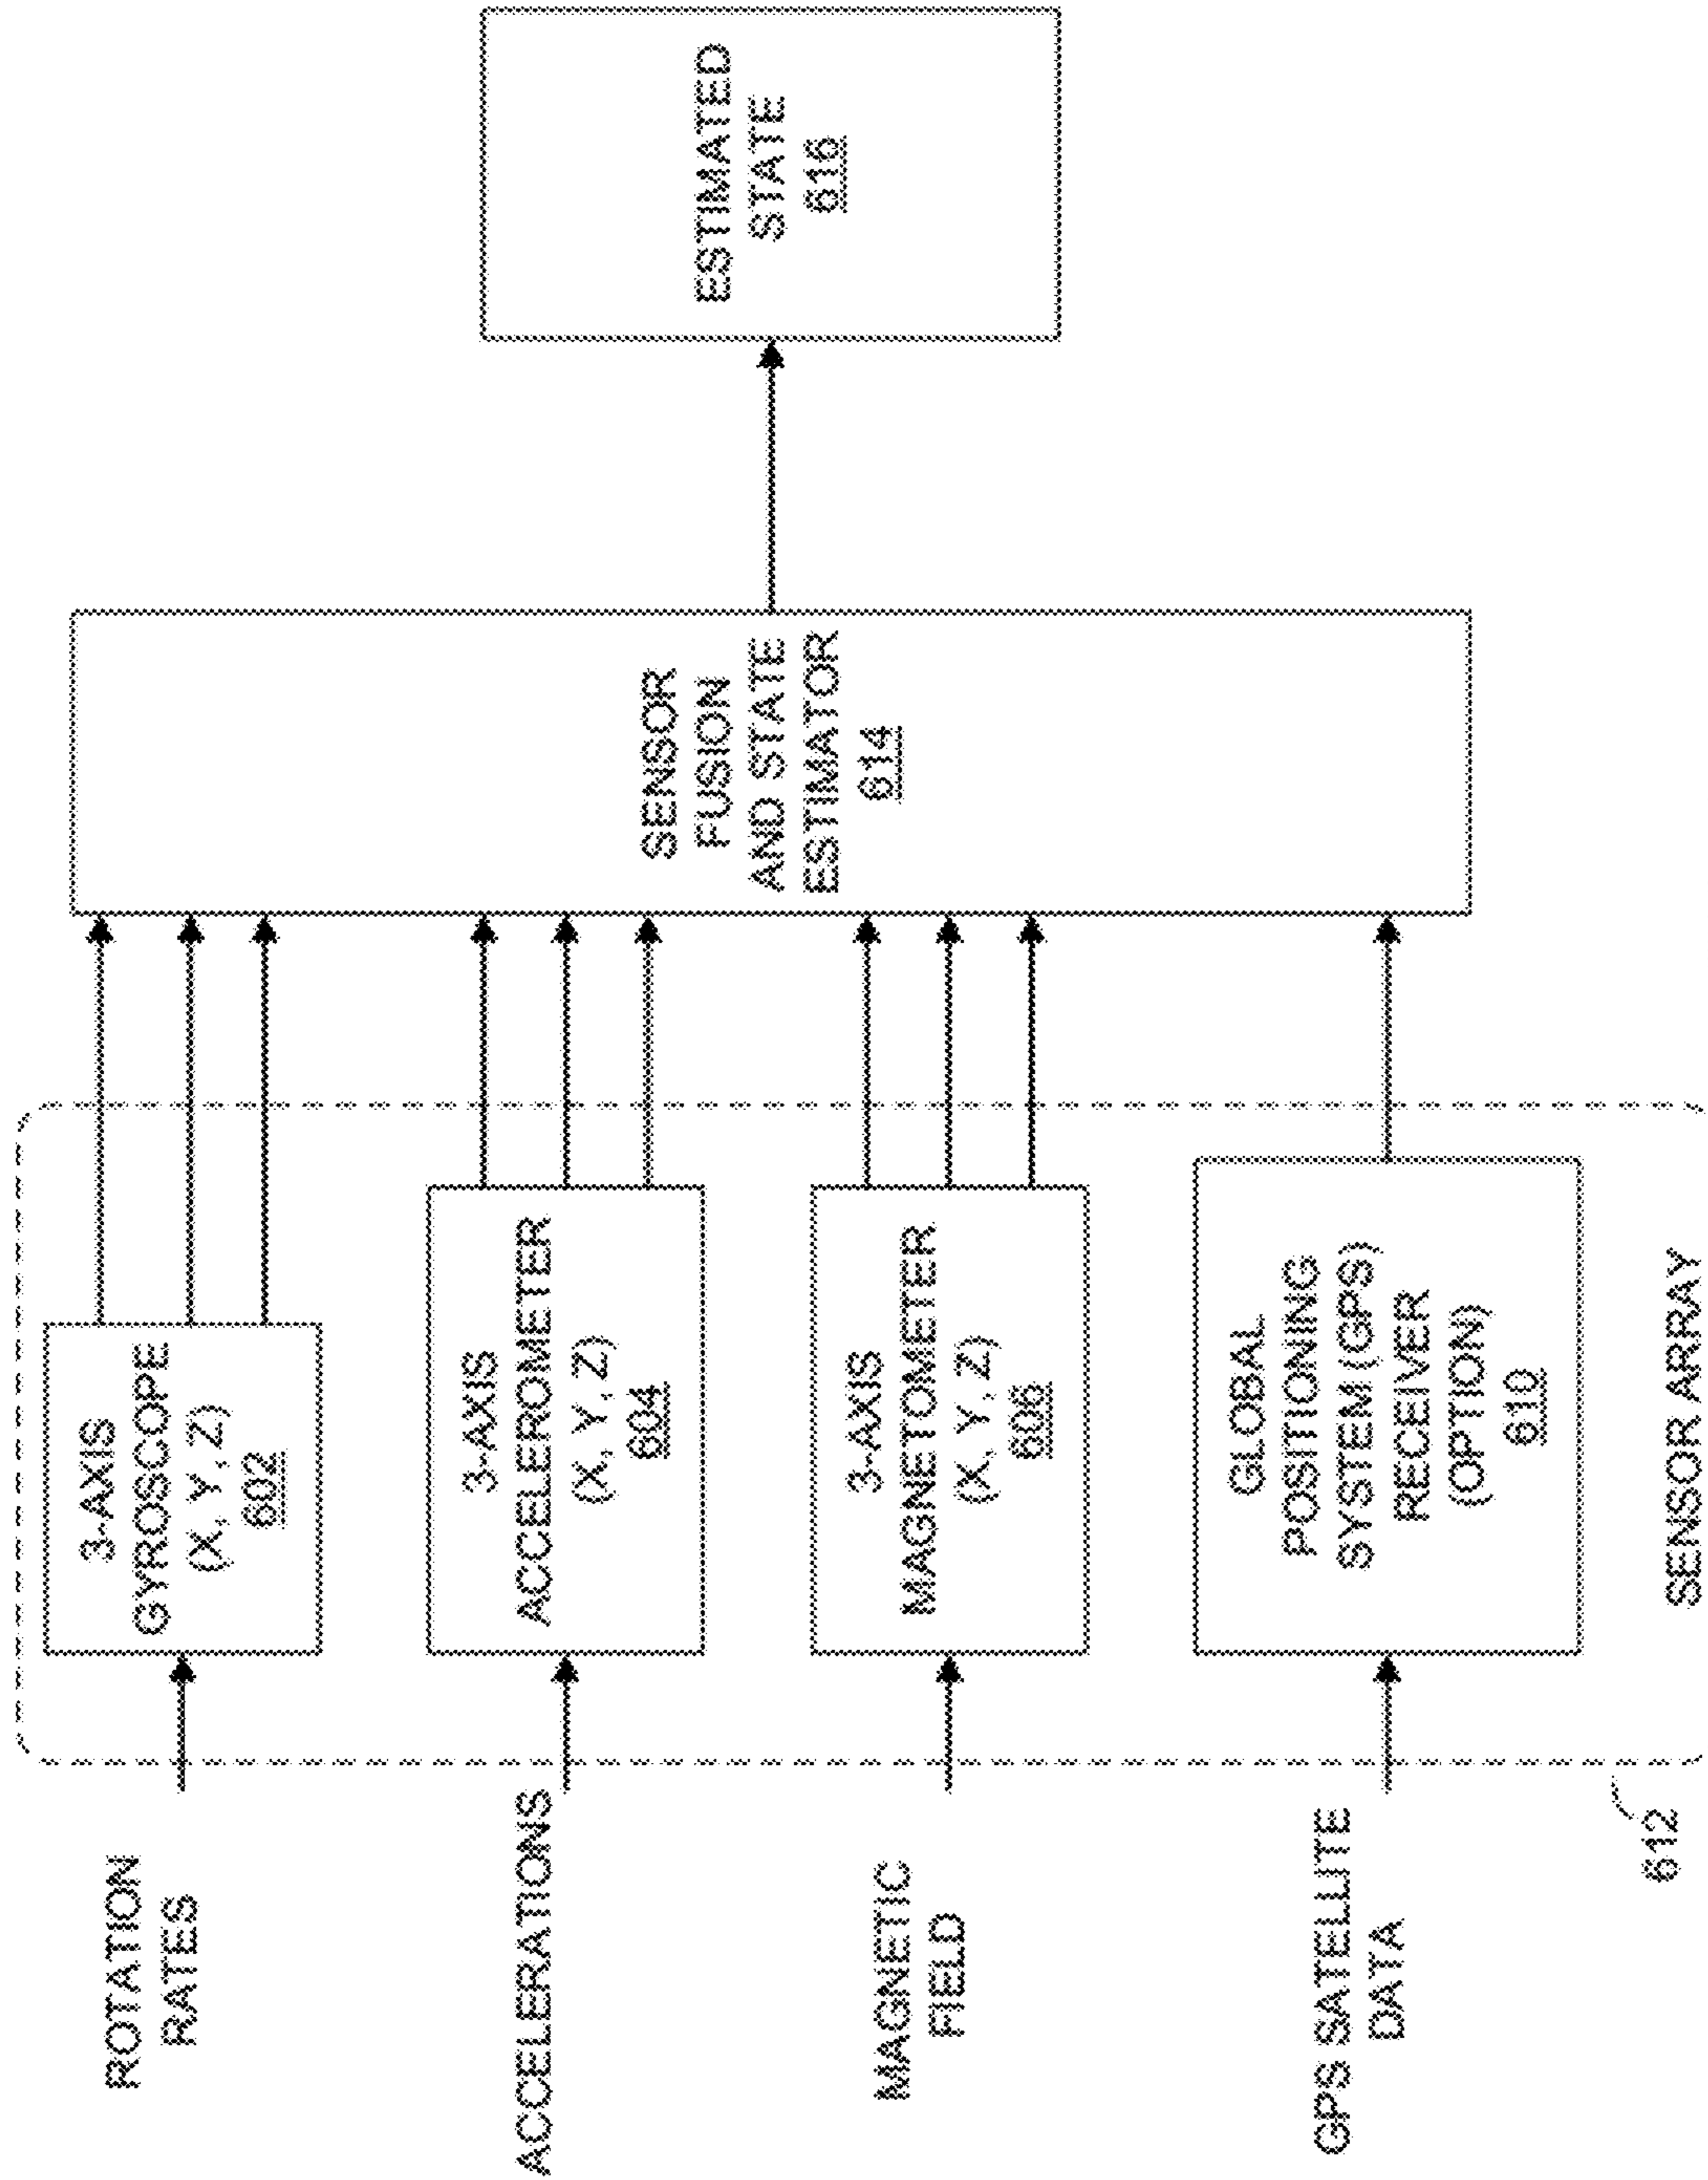 ROTATION
RATES
3-AXIS
GYROSCOPE
(X, Y, Z)
602
ACCELERATIONS
3-AXIS
ACCELEROMETER
(X, Y, Z)
604
MAGNETIC
FIELD
3-AXIS
MAGNETOMETER
(X, Y, Z)
606
GPS SATELLITE
DATA
GLOBAL
POSITIONING
SYSTEM (GPS)
RECEIVER
(OPTION)
610
612
SENSOR ARRAY
SENSOR
FUSION
AND STATE
ESTIMATOR
614
ESTIMATED
STATE
616